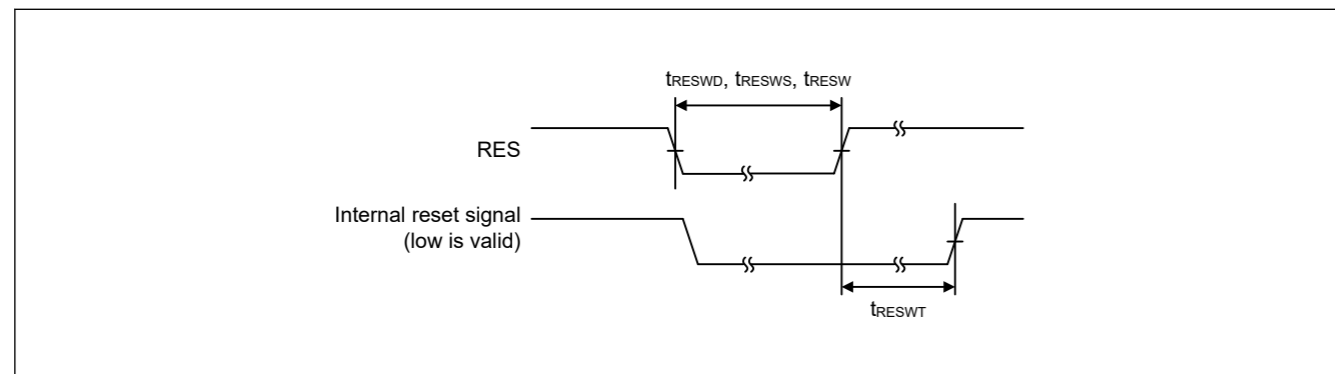 tRESWD, tRESWS, tRESW
RES
Internal reset signal
(low is valid)
tRESWT